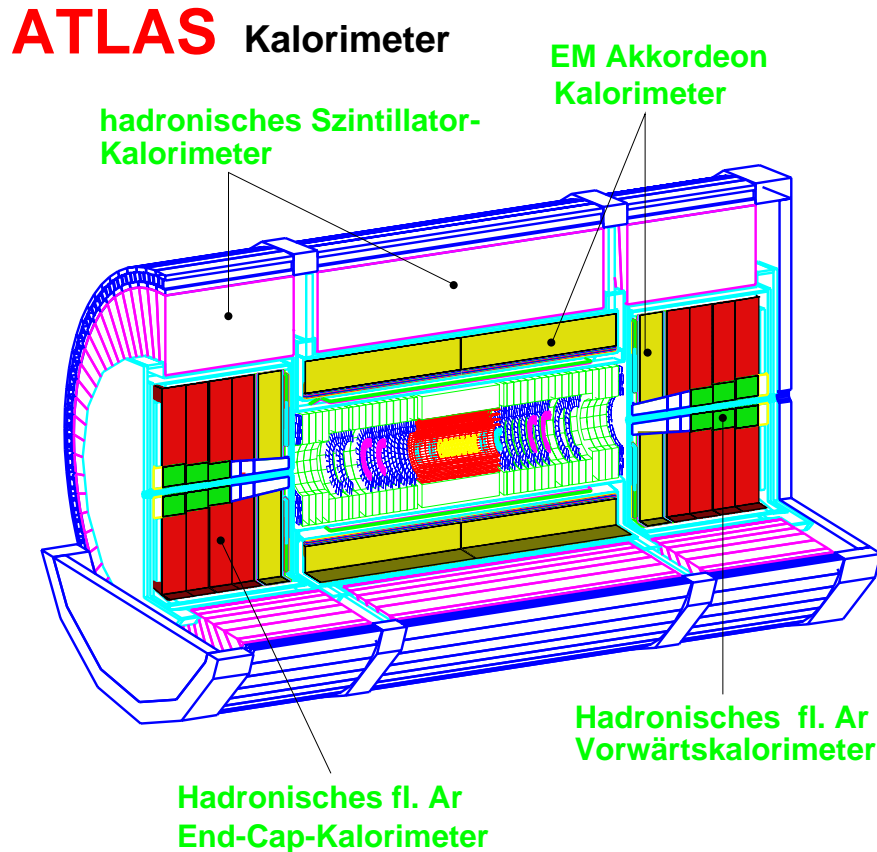 ATLAS Kalorimeter
EM Akkordeon
Kalorimeter
hadronisches Szintillator-
Kalorimeter
Hadronisches fl. Ar
Vorwärtskalorimeter
Hadronisches fl. Ar
End-Cap-Kalorimeter